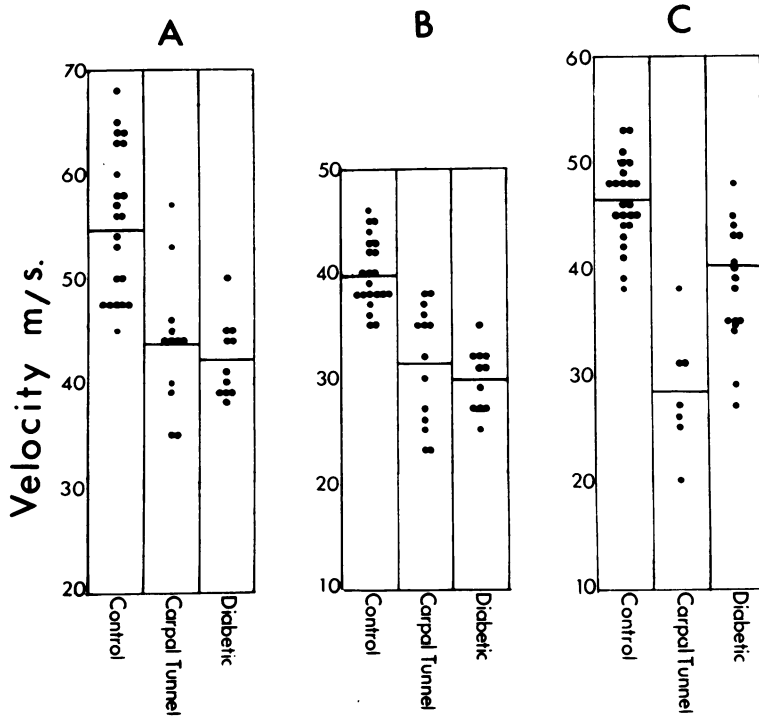 A
B
C
Velocity m/s.
70
60
50
40
30
20
Control
Carpal Tunnel
Diabetic
50
40
30
20
10
Control
Carpal Tunnel
Diabetic
60
50
40
30
20
10
Control
Carpal Tunnel
Diabetic